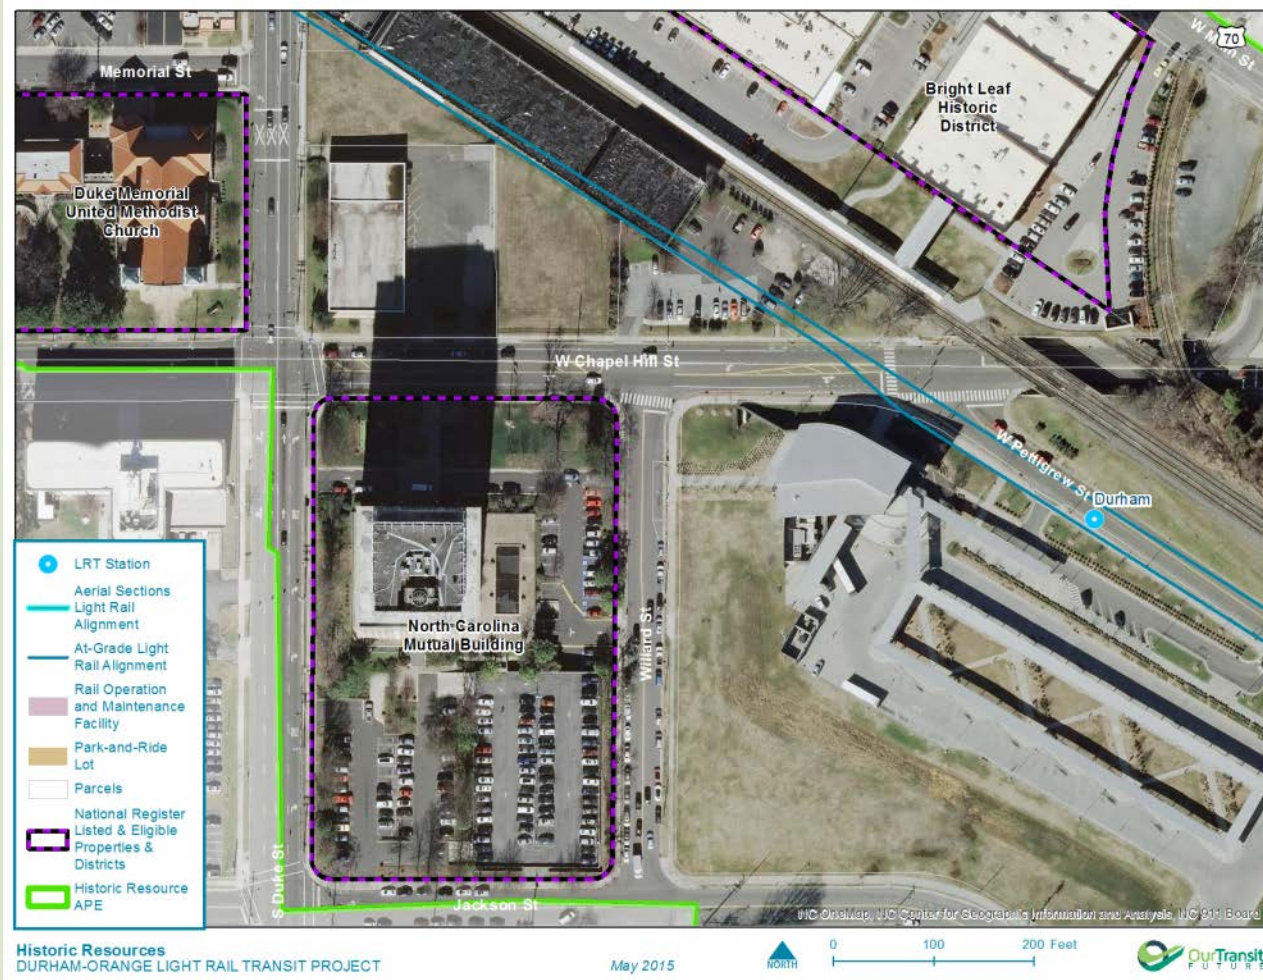 Memorial St
W Main St
70
Bright Leaf
Historic
District
Duke Memorial
United Methodist
Church
W Chapel Hill St
W Pettigrew St
Durham
North Carolina
Mutual Building
Willard St
S Duke St
Jackson St
LRT Station
Aerial Sections
Light Rail
Alignment
At-Grade Light
Rail Alignment
Rail Operation
and Maintenance
Facility
Park-and-Ride
Lot
Parcels
National Register
Listed & Eligible
Properties &
Districts
Historic Resource
APE
NC OneMap, NC Center for Geographic Information and Analysis, NC 911 Board
Historic Resources
DURHAM-ORANGE LIGHT RAIL TRANSIT PROJECT
May 2015
NORTH
0 100 200 Feet
OurTransit
FUTURE